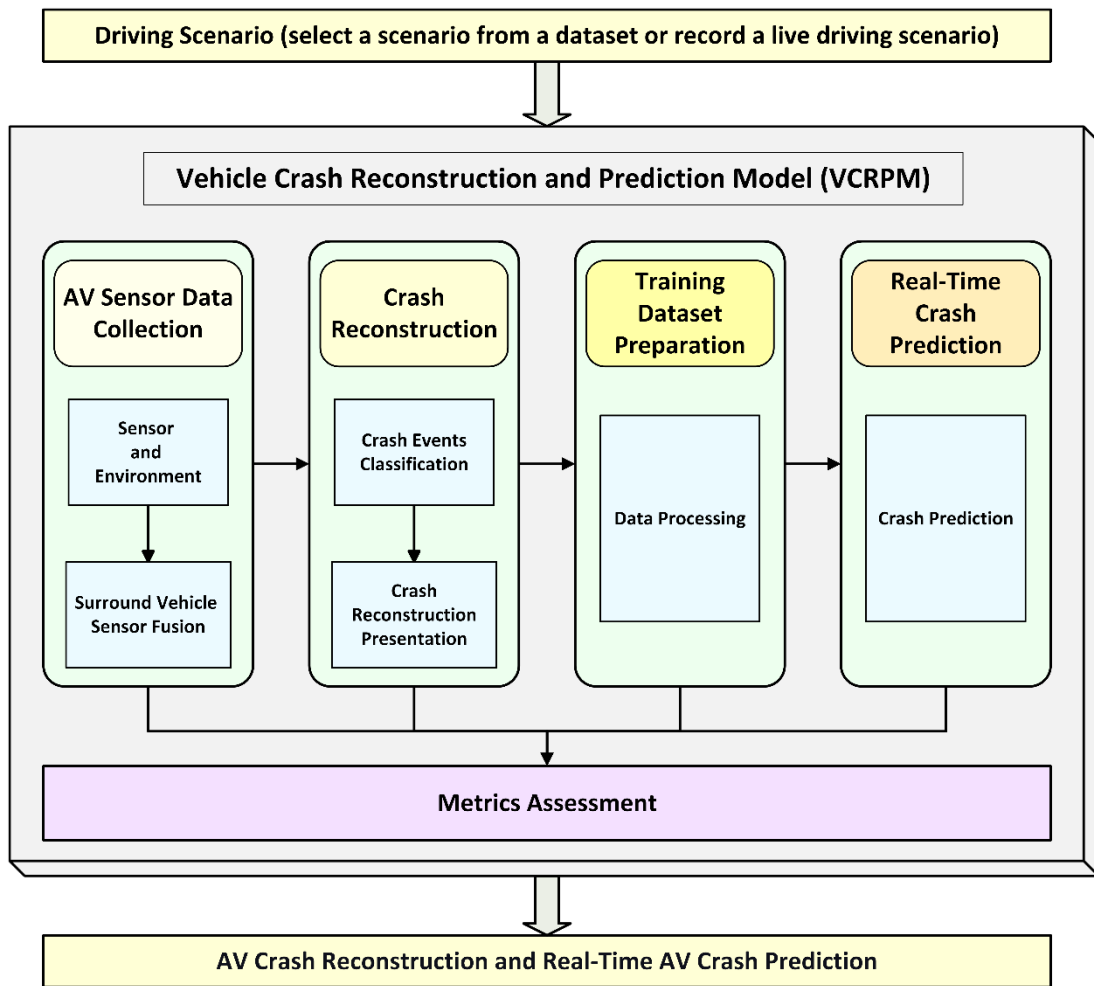 Driving Scenario (select a scenario from a dataset or record a live driving scenario)
Vehicle Crash Reconstruction and Prediction Model (VCRPM)
AV Sensor Data
Collection
Sensor
and
Environment
Surround Vehicle
Sensor Fusion
Crash
Reconstruction
Crash Events
Classification
Crash
Reconstruction
Presentation
Training
Dataset
Preparation
Data Processing
Real-Time
Crash
Prediction
Crash Prediction
Metrics Assessment
AV Crash Reconstruction and Real-Time AV Crash Prediction